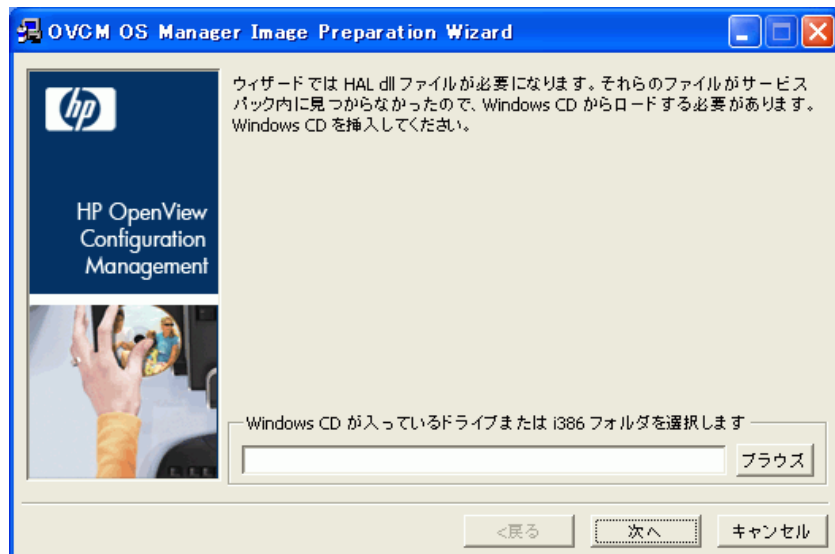 OVCM OS Manager Image Preparation Wizard
hp
HP OpenView
Configuration
Management
ウィザードでは HAL dll ファイルが必要になります。それらのファイルがサービス
パック内に見つからなかったので、Windows CD からロードする必要があります。
Windows CD を挿入してください。
Windows CD が入っているドライブまたは i386 フォルダを選択します
ブラウズ
<戻る
次へ
キャンセル